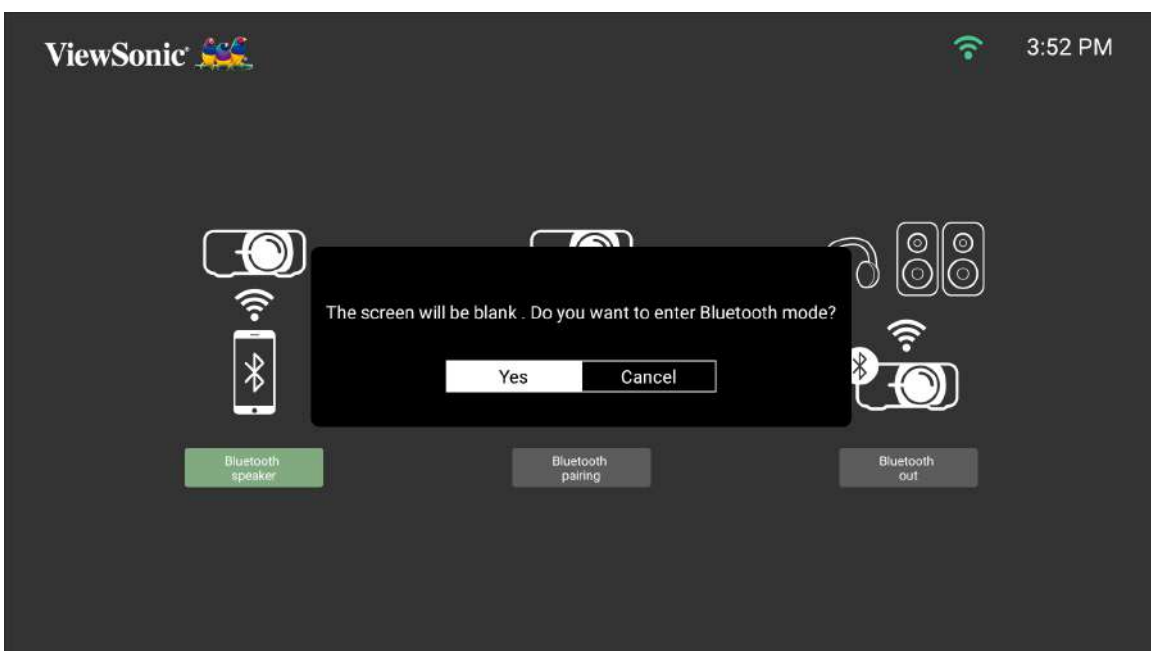 ViewSonic
3:52 PM
The screen will be blank . Do you want to enter Bluetooth mode?
Yes
Cancel
Bluetooth
speaker
Bluetooth
pairing
Bluetooth
out